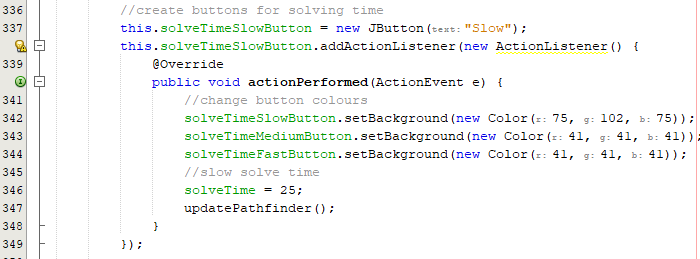 336 //create buttons for solving time
337 this.solveTimeSlowButton = new JButton(text: "Slow");
this.solveTimeSlowButton.addActionListener(new ActionListener() {
339 @Override
public void actionPerformed(ActionEvent e) {
341 //change button colours
342 solveTimeSlowButton.setBackground(new Color(r: 75, g: 102, b: 75));
343 solveTimeMediumButton.setBackground(new Color(r: 41, g: 41, b: 41));
344 solveTimeFastButton.setBackground(new Color(r: 41, g: 41, b: 41));
345 //slow solve time
346 solveTime = 25;
347 updatePathfinder();
348 }
349 });